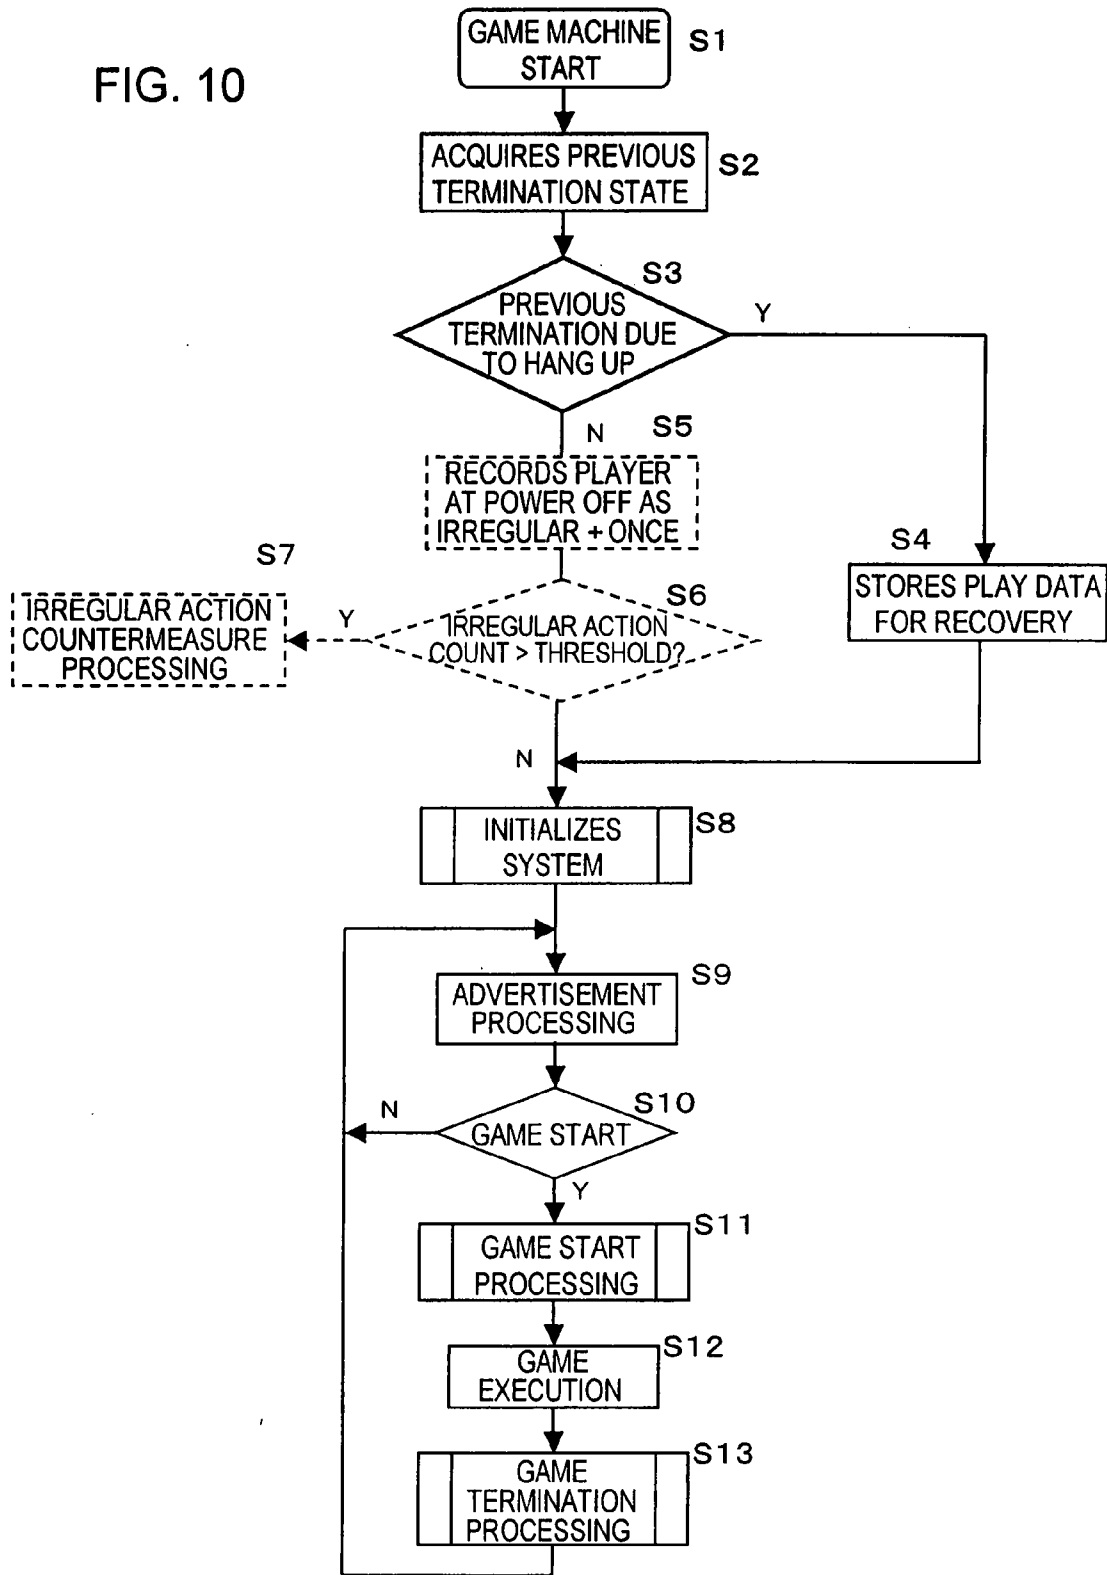 FIG. 10
GAME MACHINE
START
S1
ACQUIRES PREVIOUS
TERMINATION STATE
S2
S3
PREVIOUS
TERMINATION DUE
TO HANG UP
Y
N
S5
RECORDS PLAYER
AT POWER OFF AS
IRREGULAR + ONCE
S4
STORES PLAY DATA
FOR RECOVERY
S7
IRREGULAR ACTION
COUNTERMEASURE
PROCESSING
Y
S6
IRREGULAR ACTION
COUNT > THRESHOLD?
N
INITIALIZES
SYSTEM
S8
ADVERTISEMENT
PROCESSING
S9
N
S10
GAME START
Y
GAME START
PROCESSING
S11
GAME
EXECUTION
S12
GAME
TERMINATION
PROCESSING
S13